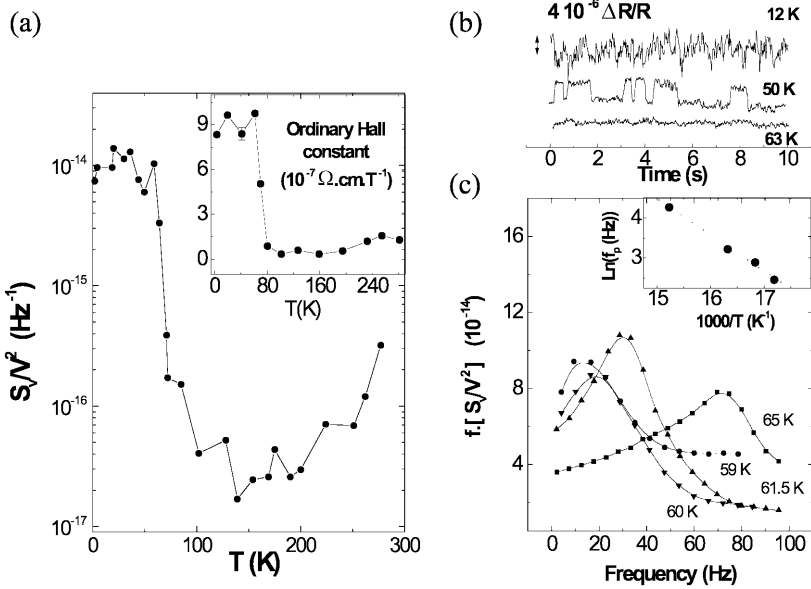 (a)
S_V/V² (Hz⁻¹)
10⁻¹⁴
10⁻¹⁵
10⁻¹⁶
10⁻¹⁷
0 100 200 300
T (K)
Ordinary Hall
constant
(10⁻⁷ Ω.cm.T⁻¹)
9
6
3
0
0 80 160 240
T(K)
(b)
4 10⁻⁶ ΔR/R
12 K
50 K
63 K
0 2 4 6 8 10
Time (s)
(c)
f.[ S_V/V² ] (10⁻¹⁴)
16
12
8
4
65 K
59 K
61.5 K
60 K
0 20 40 60 80 100
Frequency (Hz)
Ln(f_p (Hz))
4
3
15 16 17
1000/T (K⁻¹)